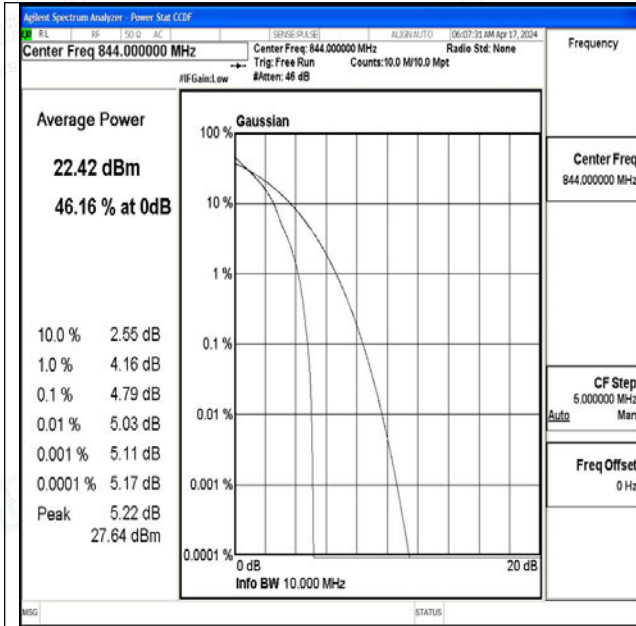 Agilent Spectrum Analyzer - Power Stat CCDF
RL RF 50 Ω AC SENSE:PULSE ALIGNAUTO 06:07:31 AM Apr 17, 2024
Center Freq 844.000000 MHz
Center Freq: 844.000000 MHz Radio Std: None
Trig: Free Run Counts:10.0 M/10.0 Mpt
#IFGain:Low #Atten: 46 dB
Frequency
Average Power
22.42 dBm
46.16 % at 0dB
10.0 % 2.55 dB
1.0 % 4.16 dB
0.1 % 4.79 dB
0.01 % 5.03 dB
0.001 % 5.11 dB
0.0001 % 5.17 dB
Peak 5.22 dB
27.64 dBm
Gaussian
100 %
10 %
1 %
0.1 %
0.01 %
0.001 %
0.0001 %
0 dB 20 dB
Info BW 10.000 MHz
Center Freq
844.000000 MHz
CF Step
5.000000 MHz
Auto Man
Freq Offset
0 Hz
MSG STATUS